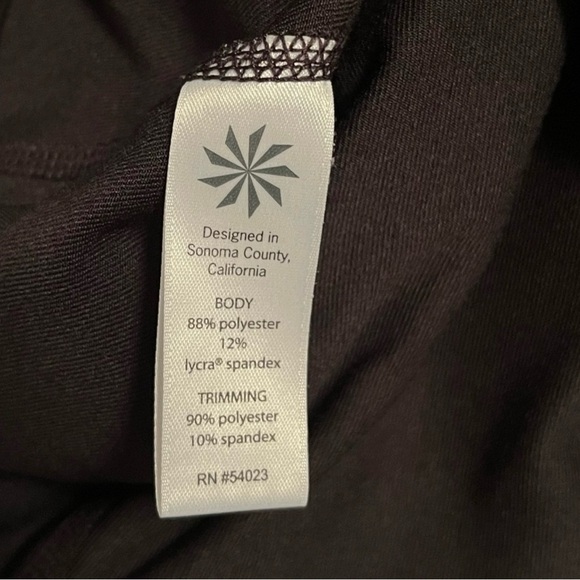 Designed in
Sonoma County,
California
BODY
88% polyester
12%
lycra® spandex
TRIMMING
90% polyester
10% spandex
RN #54023